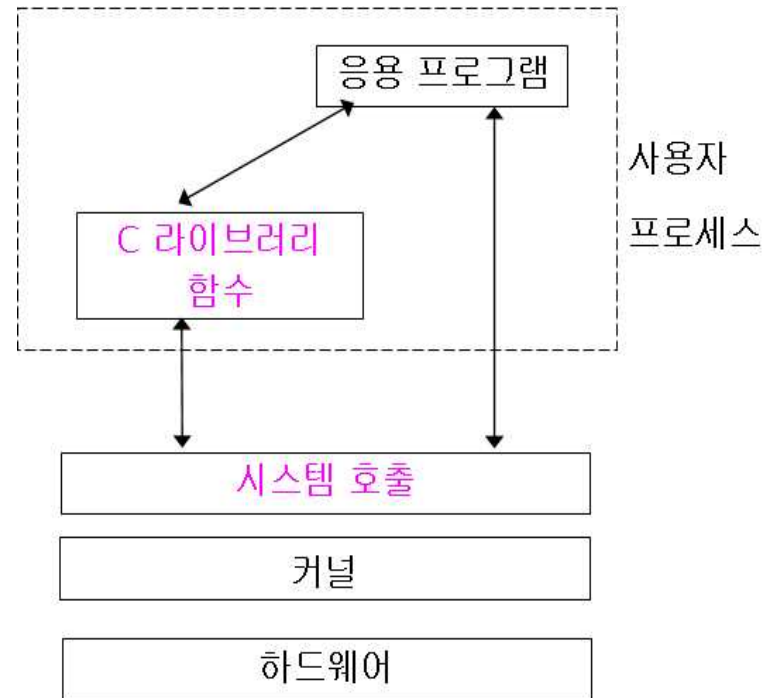 응용 프로그램
사용자
프로세스
C 라이브러리
함수
시스템 호출
커널
하드웨어